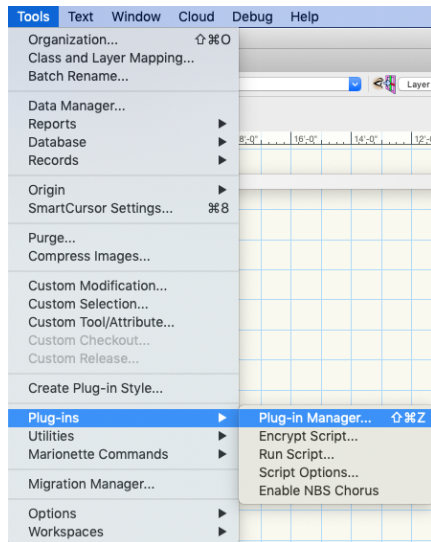 Tools Text Window Cloud Debug Help
Organization... ⇧⌘O
Class and Layer Mapping...
Batch Rename...
Layer
Data Manager...
Reports ▶
Database ▶
8'-0" 16'-0" 14'-0" 12'-
Records ▶
Origin ▶
SmartCursor Settings... ⌘8
Purge...
Compress Images...
Custom Modification...
Custom Selection...
Custom Tool/Attribute...
Custom Checkout...
Custom Release...
Create Plug-in Style...
Plug-ins ▶
Plug-in Manager... ⇧⌘Z
Utilities ▶
Encrypt Script...
Marionette Commands ▶
Run Script...
Script Options...
Migration Manager...
Enable NBS Chorus
Options ▶
Workspaces ▶